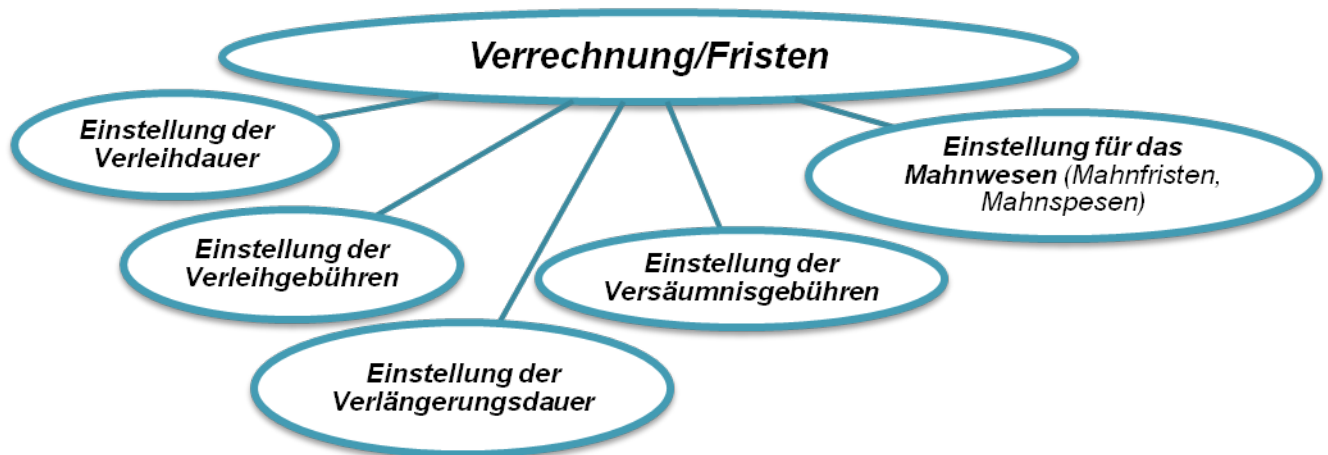 Verrechnung/Fristen
Einstellung der
Verleihdauer
Einstellung für das
Mahnwesen (Mahnfristen,
Mahnspesen)
Einstellung der
Verleihgebühren
Einstellung der
Versäumnisgebühren
Einstellung der
Verlängerungsdauer